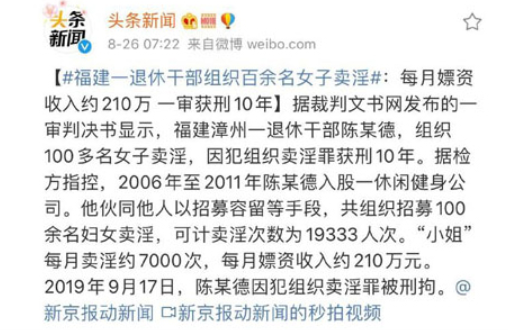 头条
新闻
头条新闻
8-26 07:22 来自微博 weibo.com
【#福建一退休干部组织百余名女子卖淫#:每月嫖资
收入约210万 一审获刑10年】据裁判文书网发布的一
审判决书显示,福建漳州一退休干部陈某德,组织
100多名女子卖淫,因犯组织卖淫罪获刑10年。据检
方指控,2006年至2011年陈某德入股一休闲健身公
司。他伙同他人以招募容留等手段,共组织招募100
余名妇女卖淫,可计卖淫次数为19333人次。“小姐”
每月卖淫约7000次,每月嫖资收入约210万元。
2019年9月17日,陈某德因犯组织卖淫罪被刑拘。@
新京报动新闻 新京报动新闻的秒拍视频